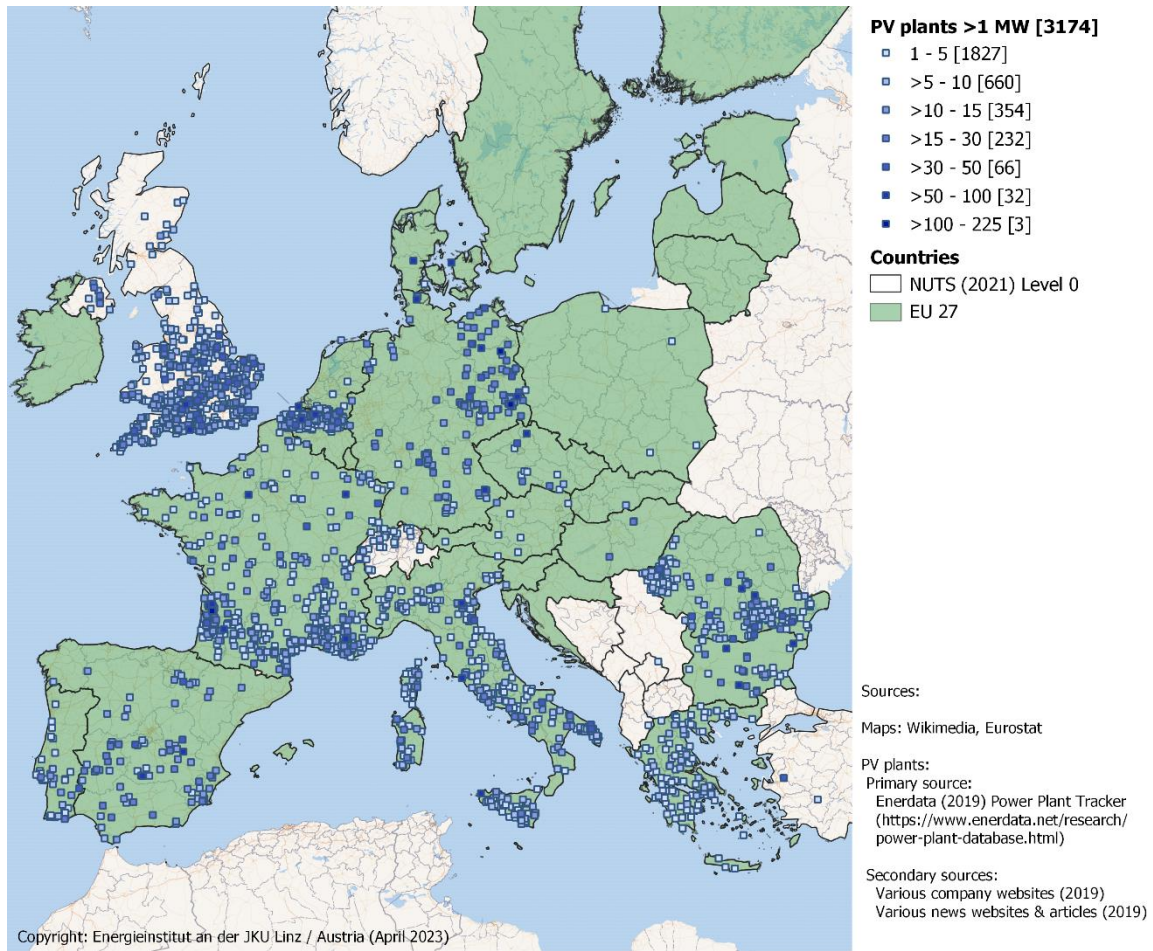 PV plants >1 MW [3174]
1 - 5 [1827]
>5 - 10 [660]
>10 - 15 [354]
>15 - 30 [232]
>30 - 50 [66]
>50 - 100 [32]
>100 - 225 [3]
Countries
NUTS (2021) Level 0
EU 27
Sources:
Maps: Wikimedia, Eurostat
PV plants:
Primary source:
Enerdata (2019) Power Plant Tracker
(https://www.enerdata.net/research/
power-plant-database.html)
Secondary sources:
Various company websites (2019)
Various news websites & articles (2019)
Copyright: Energieinstitut an der JKU Linz / Austria (April 2023)